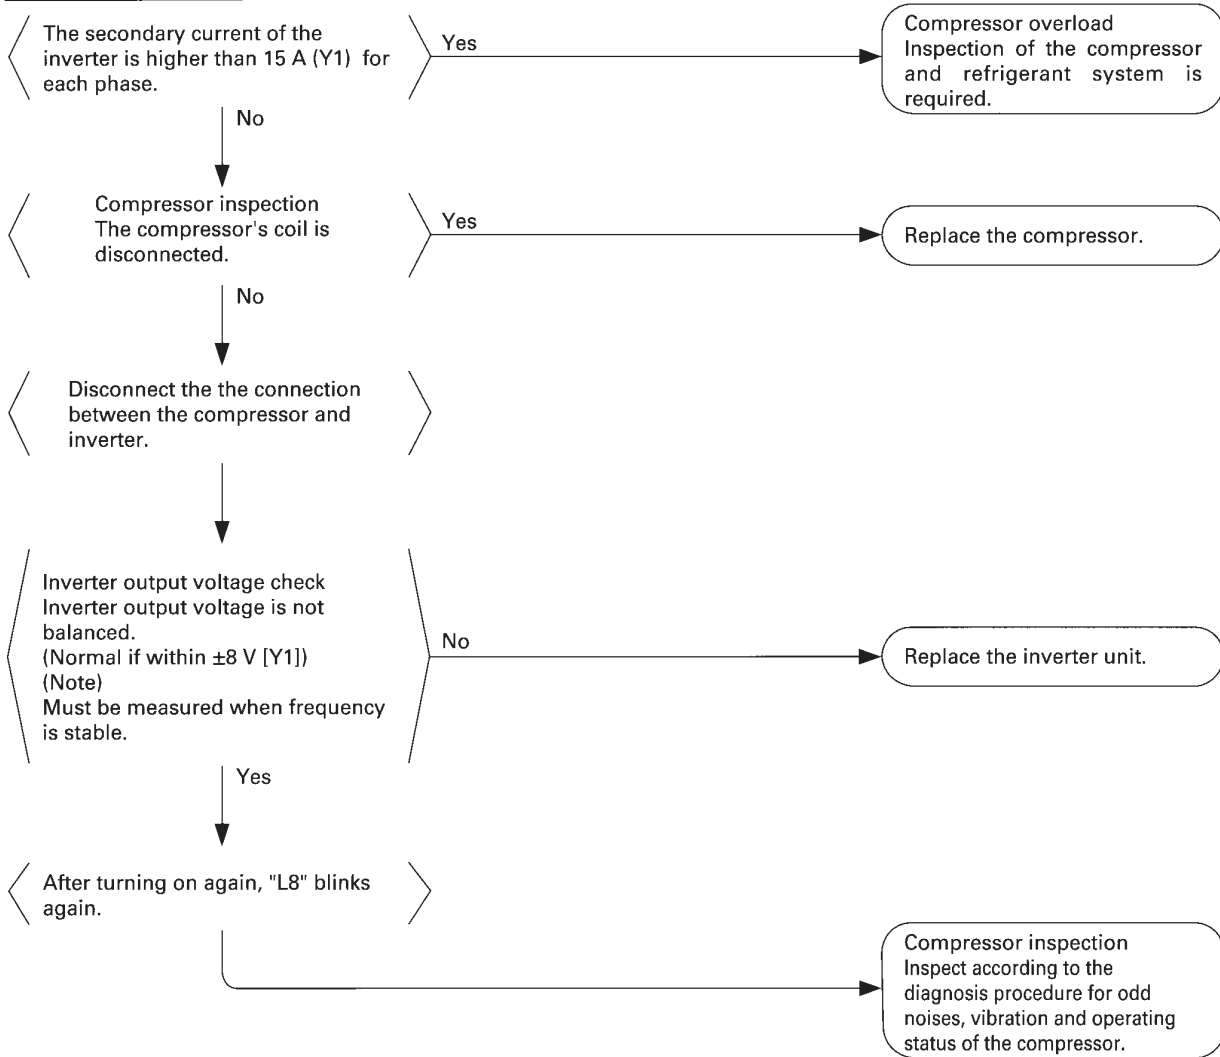 The secondary current of the
inverter is higher than 15 A (Y1) for
each phase.
Yes
Compressor overload
Inspection of the compressor
and refrigerant system is
required.
No
Compressor inspection
The compressor's coil is
disconnected.
Yes
Replace the compressor.
No
Disconnect the the connection
between the compressor and
inverter.
Inverter output voltage check
Inverter output voltage is not
balanced.
(Normal if within ±8 V [Y1])
(Note)
Must be measured when frequency
is stable.
No
Replace the inverter unit.
Yes
After turning on again, "L8" blinks
again.
Compressor inspection
Inspect according to the
diagnosis procedure for odd
noises, vibration and operating
status of the compressor.